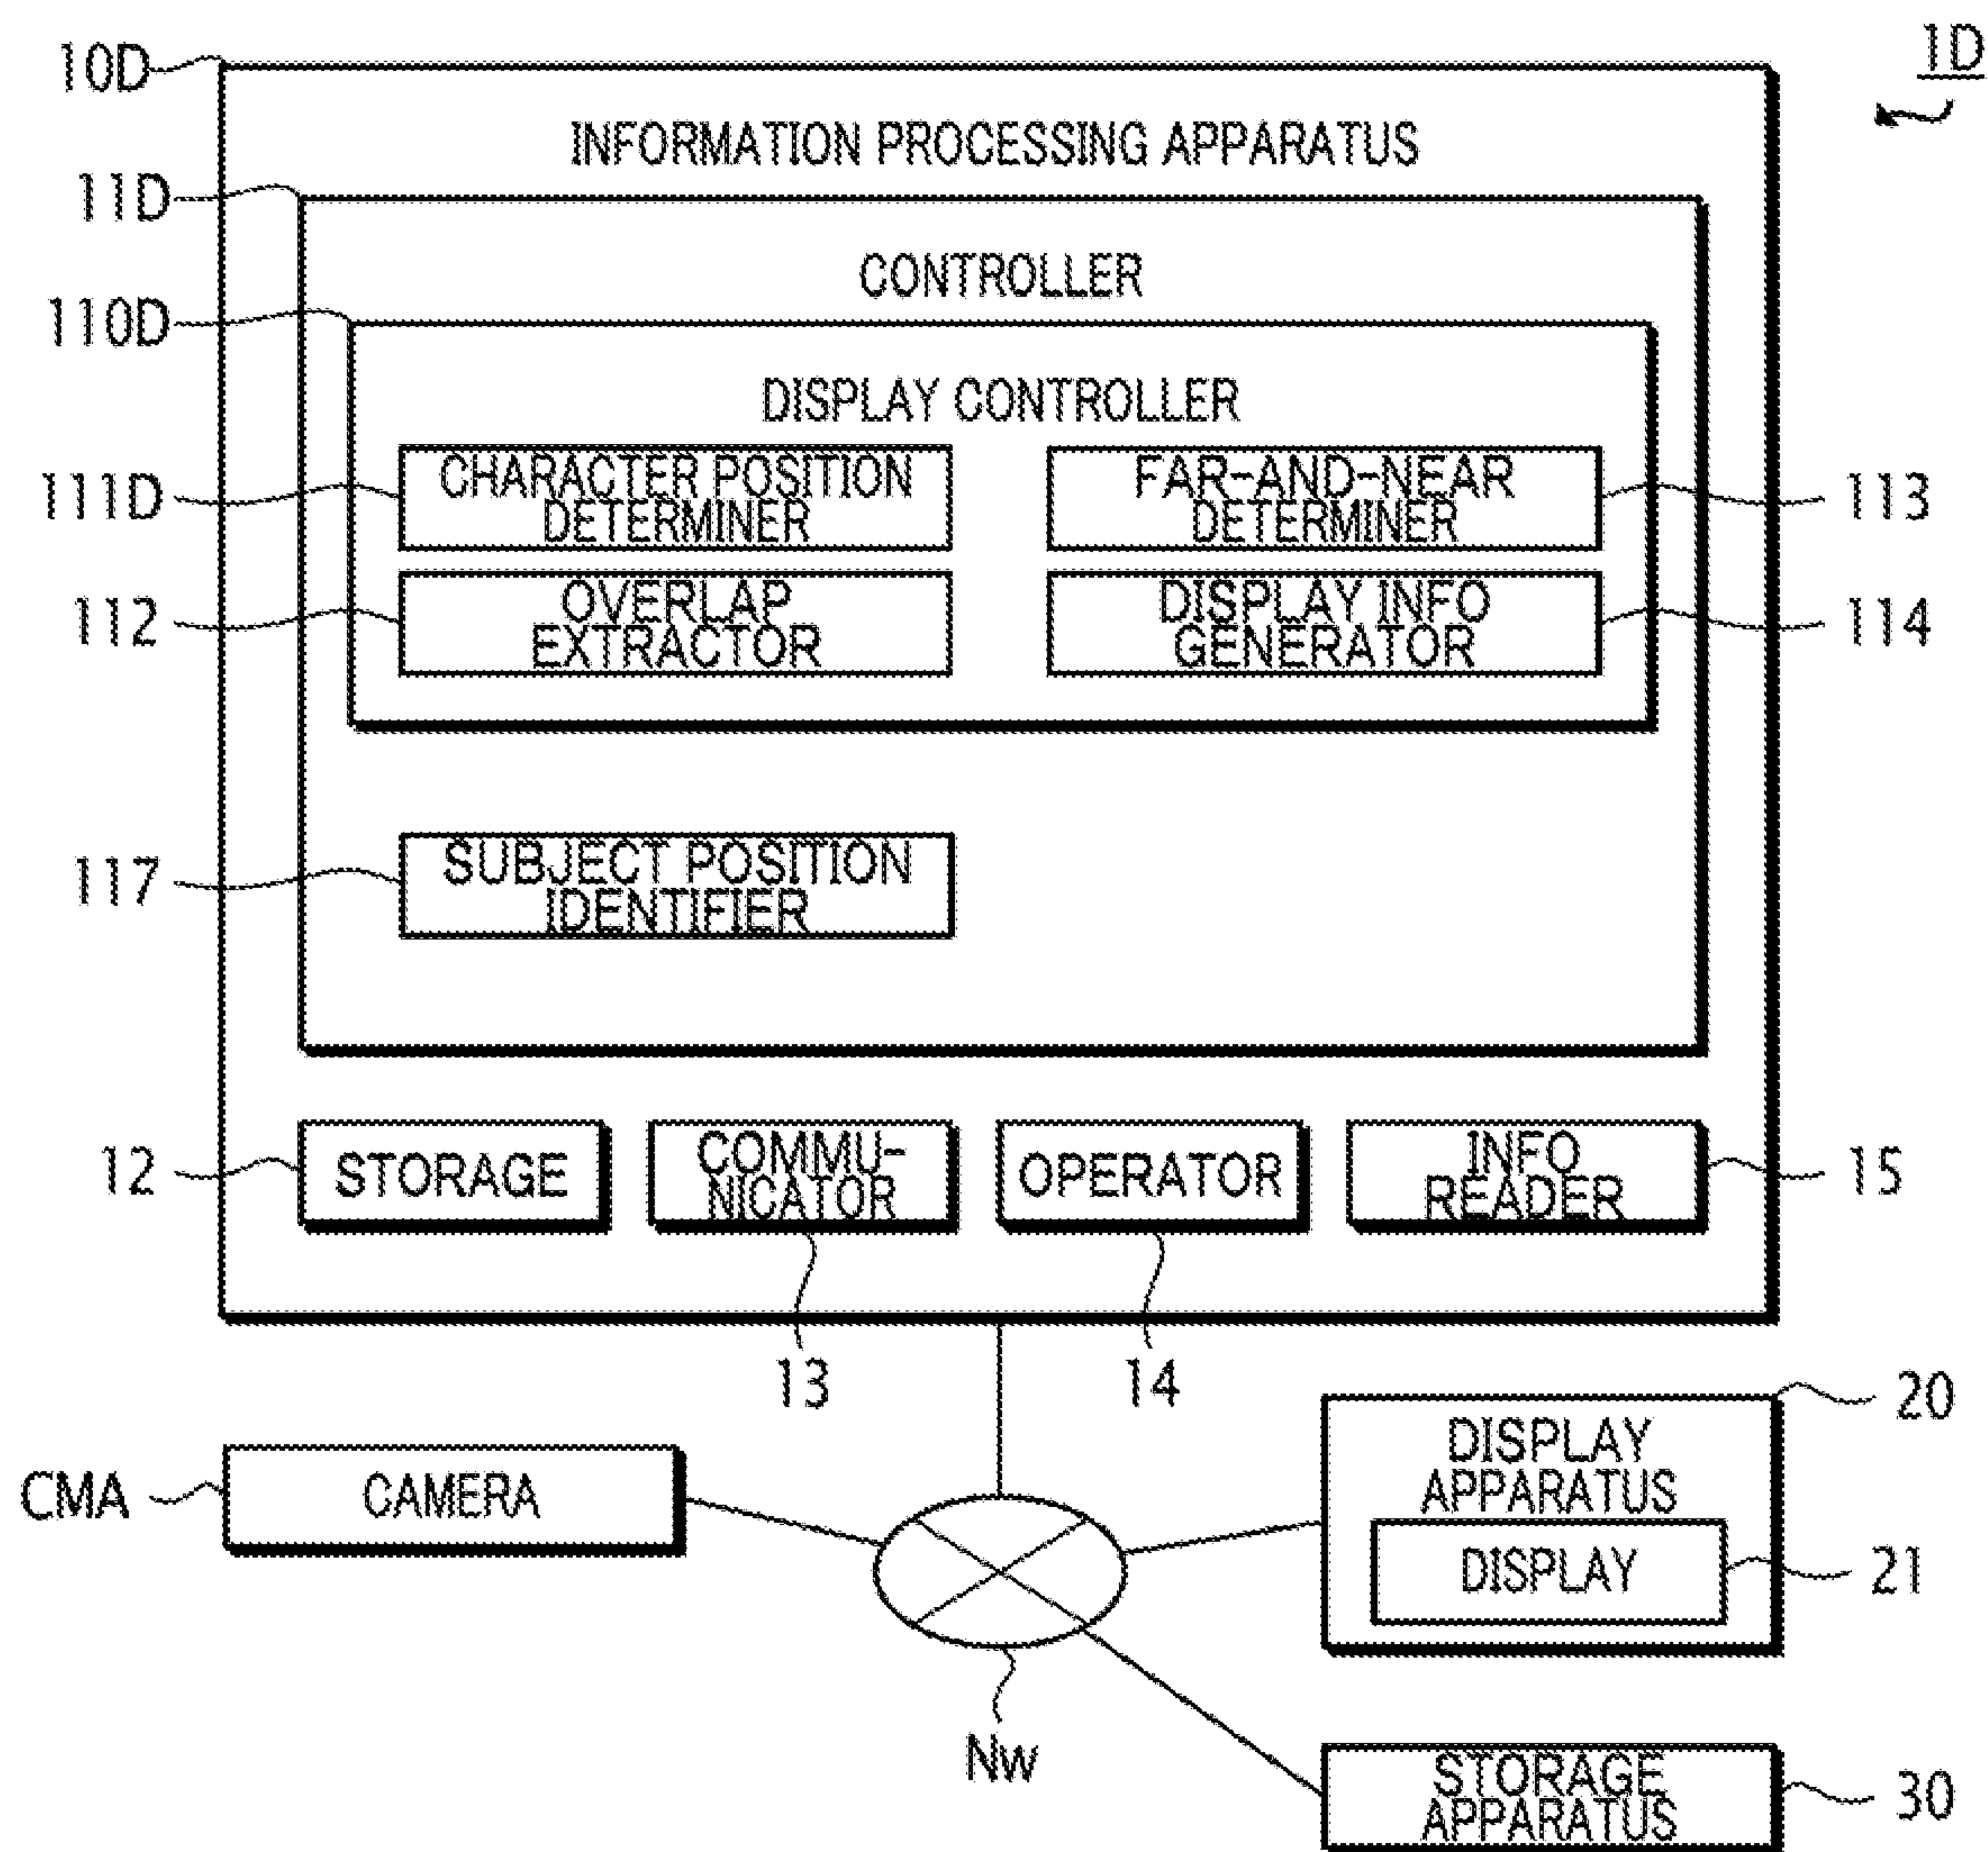 1D
10D
INFORMATION PROCESSING APPARATUS
11D
CONTROLLER
110D
DISPLAY CONTROLLER
111D
CHARACTER POSITION
DETERMINER
FAR-AND-NEAR
DETERMINER
113
112
OVERLAP
EXTRACTOR
DISPLAY INFO
GENERATOR
114
117
SUBJECT POSITION
IDENTIFIER
12
STORAGE
COMMU-
NICATOR
OPERATOR
INFO
READER
15
13
14
20
DISPLAY
APPARATUS
CMA
CAMERA
DISPLAY
21
Nw
STORAGE
APPARATUS
30